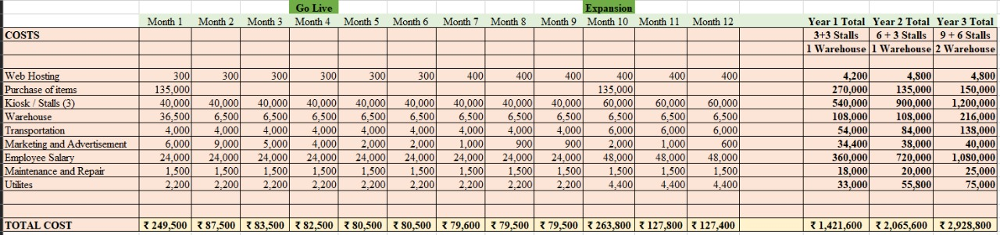 Go Live Expansion
Month 1 Month 2 Month 3 Month 4 Month 5 Month 6 Month 7 Month 8 Month 9 Month 10 Month 11 Month 12 Year 1 Total Year 2 Total Year 3 Total
COSTS 3+3 Stalls 6 + 3 Stalls 9 + 6 Stalls
1 Warehouse 1 Warehouse 2 Warehouse
Web Hosting 300 300 300 300 300 300 400 400 400 400 400 400 4,200 4,800 4,800
Purchase of items 135,000 135,000 270,000 135,000 150,000
Kiosk / Stalls (3) 40,000 40,000 40,000 40,000 40,000 40,000 40,000 40,000 40,000 60,000 60,000 60,000 540,000 900,000 1,200,000
Warehouse 36,500 6,500 6,500 6,500 6,500 6,500 6,500 6,500 6,500 6,500 6,500 6,500 108,000 108,000 216,000
Transportation 4,000 4,000 4,000 4,000 4,000 4,000 4,000 4,000 4,000 6,000 6,000 6,000 54,000 84,000 138,000
Marketing and Advertisement 6,000 9,000 5,000 4,000 2,000 2,000 1,000 900 900 2,000 1,000 600 34,400 38,000 40,000
Employee Salary 24,000 24,000 24,000 24,000 24,000 24,000 24,000 24,000 24,000 48,000 48,000 48,000 360,000 720,000 1,080,000
Maintenance and Repair 1,500 1,500 1,500 1,500 1,500 1,500 1,500 1,500 1,500 1,500 1,500 1,500 18,000 20,000 25,000
Utilites 2,200 2,200 2,200 2,200 2,200 2,200 2,200 2,200 2,200 4,400 4,400 4,400 33,000 55,800 75,000
TOTAL COST ₹ 249,500 ₹ 87,500 ₹ 83,500 ₹ 82,500 ₹ 80,500 ₹ 80,500 ₹ 79,600 ₹ 79,500 ₹ 79,500 ₹ 263,800 ₹ 127,800 ₹ 127,400 ₹ 1,421,600 ₹ 2,065,600 ₹ 2,928,800